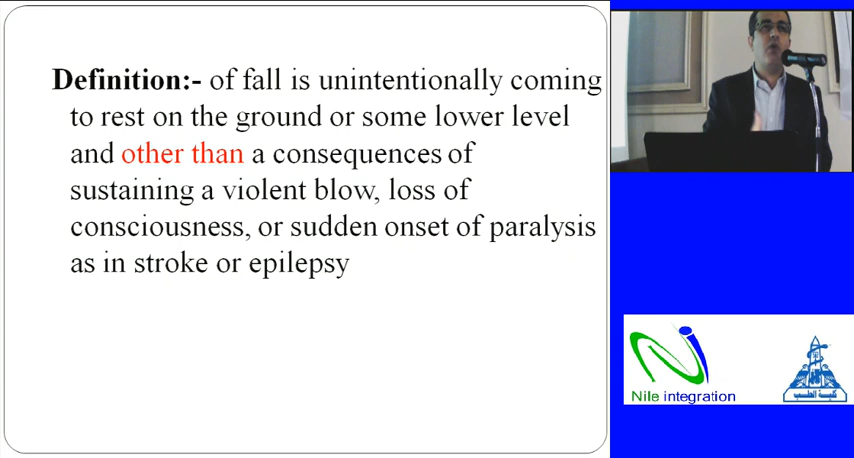 Definition:- of fall is unintentionally coming
to rest on the ground or some lower level
and other than a consequences of
sustaining a violent blow, loss of
consciousness, or sudden onset of paralysis
as in stroke or epilepsy
Nile integration
كلية الطب